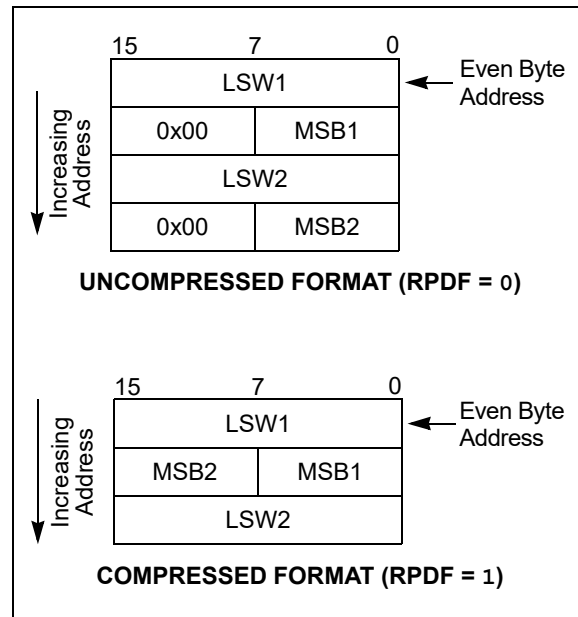 15 7 0
LSW1
Even Byte
Address
0x00 MSB1
LSW2
0x00 MSB2
Increasing
Address
UNCOMPRESSED FORMAT (RPDF = 0)
15 7 0
LSW1
Even Byte
Address
MSB2 MSB1
LSW2
Increasing
Address
COMPRESSED FORMAT (RPDF = 1)